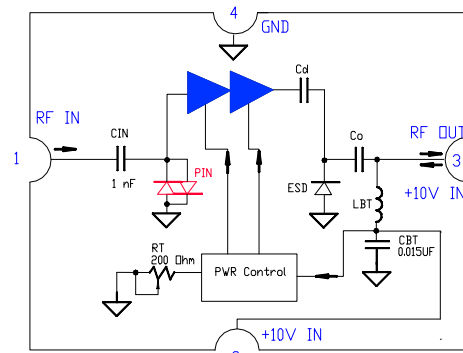 4
GND
Cd
RF IN
CIN
Co
RF OUT
1
PIN
3
1 nF
ESD
LBT
+10V IN
RT
200 Ohm
PWR Control
CBT
0.015UF
+10V IN